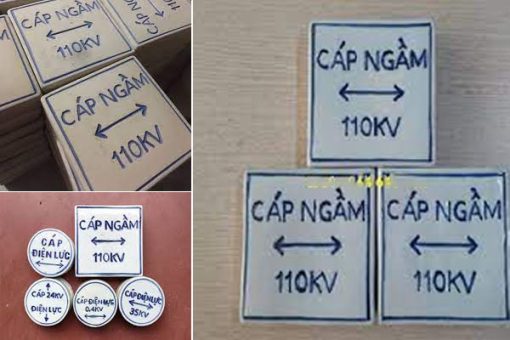 CÁP NGẦM
110KV
CÁP NGẦM
110KV
CÁP NGẦM
110KV
CÁP NGẦM
110KV
CÁP NGẦM
110KV
CÁP
ĐIỆN LỰC
CÁP NGẦM
110KV
CÁP 24KV
ĐIỆN LỰC
CÁP ĐIỆN LỰC
0,4KV
CÁP ĐIỆN LỰC
35KV